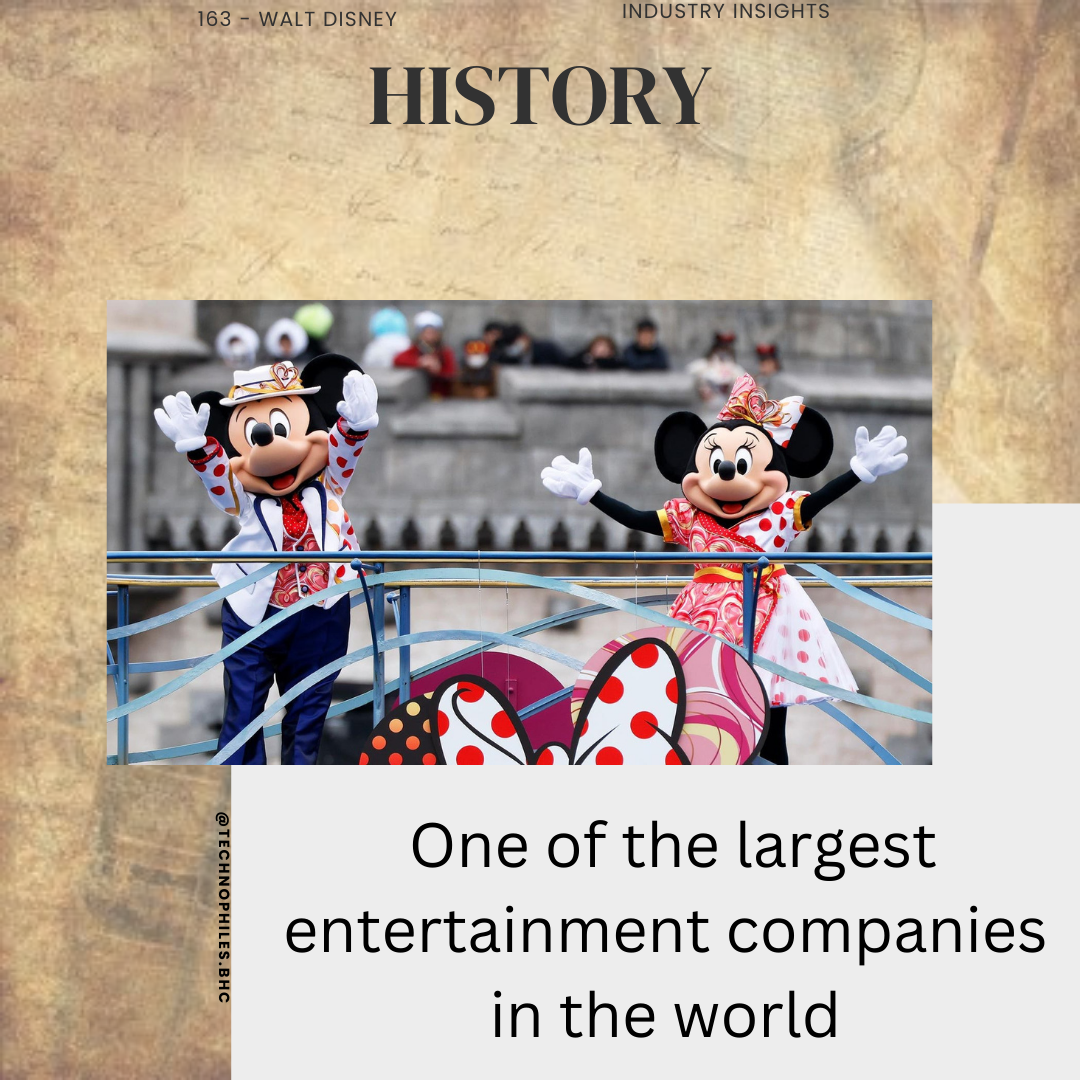 163 - WALT DISNEY
INDUSTRY INSIGHTS
HISTORY
@TECHNOPHILES.BHC
One of the largest
entertainment companies
in the world